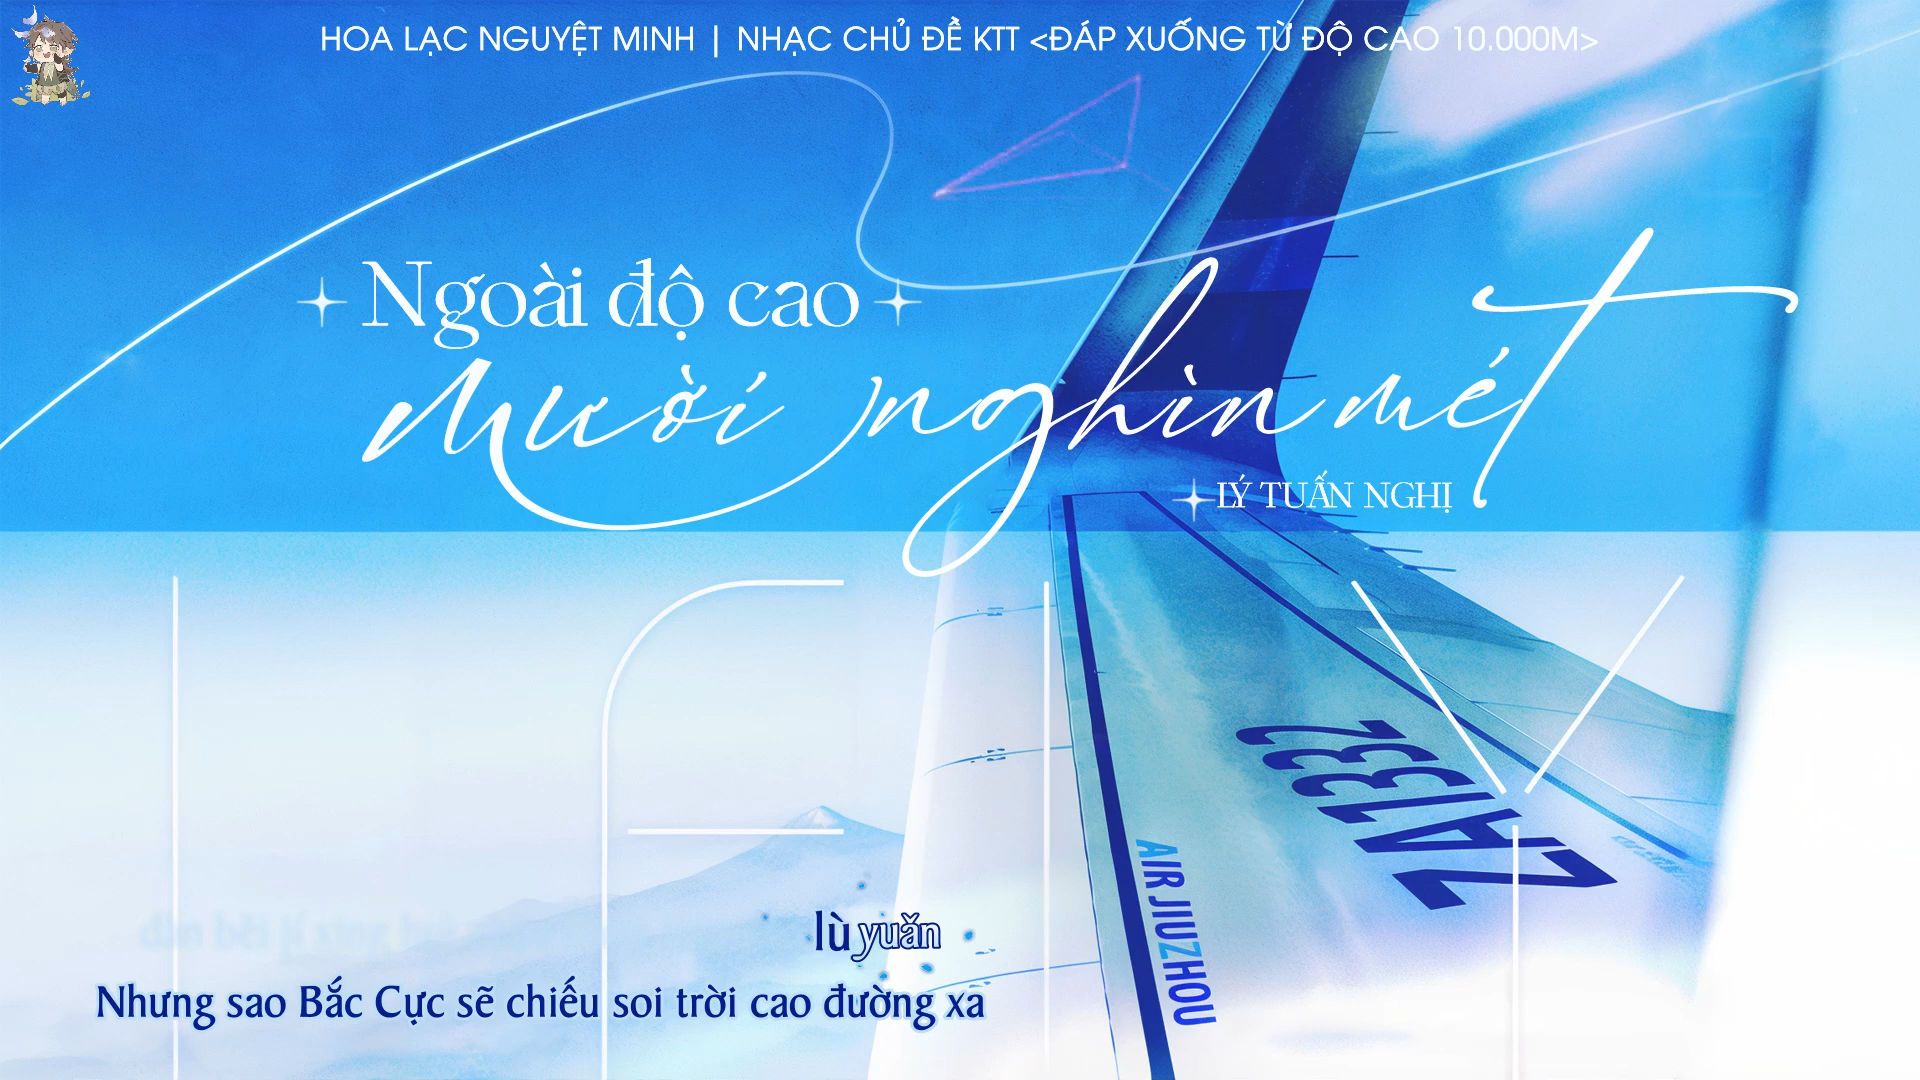 HOA LẠC NGUYỆT MINH | NHẠC CHỦ ĐỀ KTT <ĐÁP XUỐNG TỪ ĐỘ CAO 10.000M>
Ngoài độ cao
mười nghìn mét
LÝ TUẤN NGHỊ
ZA1332
AIR JIUZHOU
lù yuǎn
Nhưng sao Bắc Cực sẽ chiếu soi trời cao đường xa